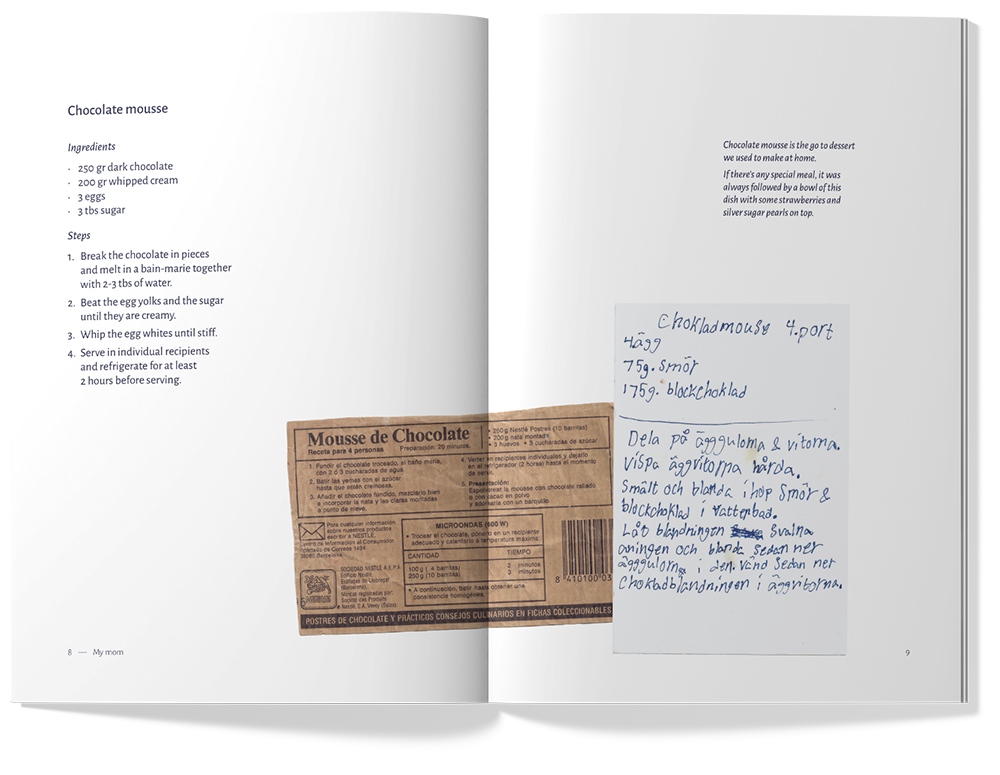 Chocolate mousse
Ingredients
· 250 gr dark chocolate
· 200 gr whipped cream
· 3 eggs
· 3 tbs sugar
Steps
1. Break the chocolate in pieces
and melt in a bain-marie together
with 2-3 tbs of water.
2. Beat the egg yolks and the sugar
until they are creamy.
3. Whip the egg whites until stiff.
4. Serve in individual recipients
and refrigerate for at least
2 hours before serving.
8 — My mom
Mousse de Chocolate
Receta para 4 personas Preparación: 20 minutos.
• 250 g Nestlé Postres (10 barritas)
• 200 g nata montada
• 3 huevos • 3 cucharadas de azúcar
1. Fundir el chocolate troceado, al baño maría,
con 2 ó 3 cucharadas de agua.
2. Batir las yemas con el azúcar
hasta que estén cremosas.
3. Añadir el chocolate fundido, mezclarlo bien
e incorporar la nata y las claras montadas
a punto de nieve.
4. Verter en recipientes individuales y dejarlo
en el refrigerador (2 horas) hasta el momento
de servir.
5. Presentación:
Espolvorear la mousse con chocolate rallado
o con cacao en polvo
y adornarla con un barquillo.
Para cualquier información
sobre nuestros productos
escribir a NESTLÉ.
Centro de Información al Consumidor
Apartado de Correos
08080 Barcelona.
SOCIEDAD NESTLÉ A.E.P.A.
Edificio Nestlé
Esplugas de Llobregat
(Barcelona).
Marcas registradas por:
Société des Produits
Nestlé, S.A. Vevey (Suiza).
MICROONDAS (600 W)
• Trocear el chocolate, ponerlo en un recipiente
adecuado y calentarlo a temperatura máxima:
CANTIDAD TIEMPO
100 g ( 4 barritas) 2 minutos
250 g (10 barritas) 3 minutos
• A continuación, batir hasta obtener una
consistencia homogénea.
8 410100 03
POSTRES DE CHOCOLATE Y PRÁCTICOS CONSEJOS CULINARIOS EN FICHAS COLECCIONABLES
Chocolate mousse is the go to dessert
we used to make at home.
If there's any special meal, it was
always followed by a bowl of this
dish with some strawberries and
silver sugar pearls on top.
Chokladmouse 4.port
4ägg
75g. smör
175g. blockchoklad
Dela på äggguloma & vitorna.
Vispa äggvitorna hårda.
Smält och blanda ihop smör &
blockchoklad i vattenbad.
Låt blandningen svalna
aningen och blanda sedan ner
ägggulorna i den. Vänd sedan ner
chokladblandningen i äggvitorna.
9